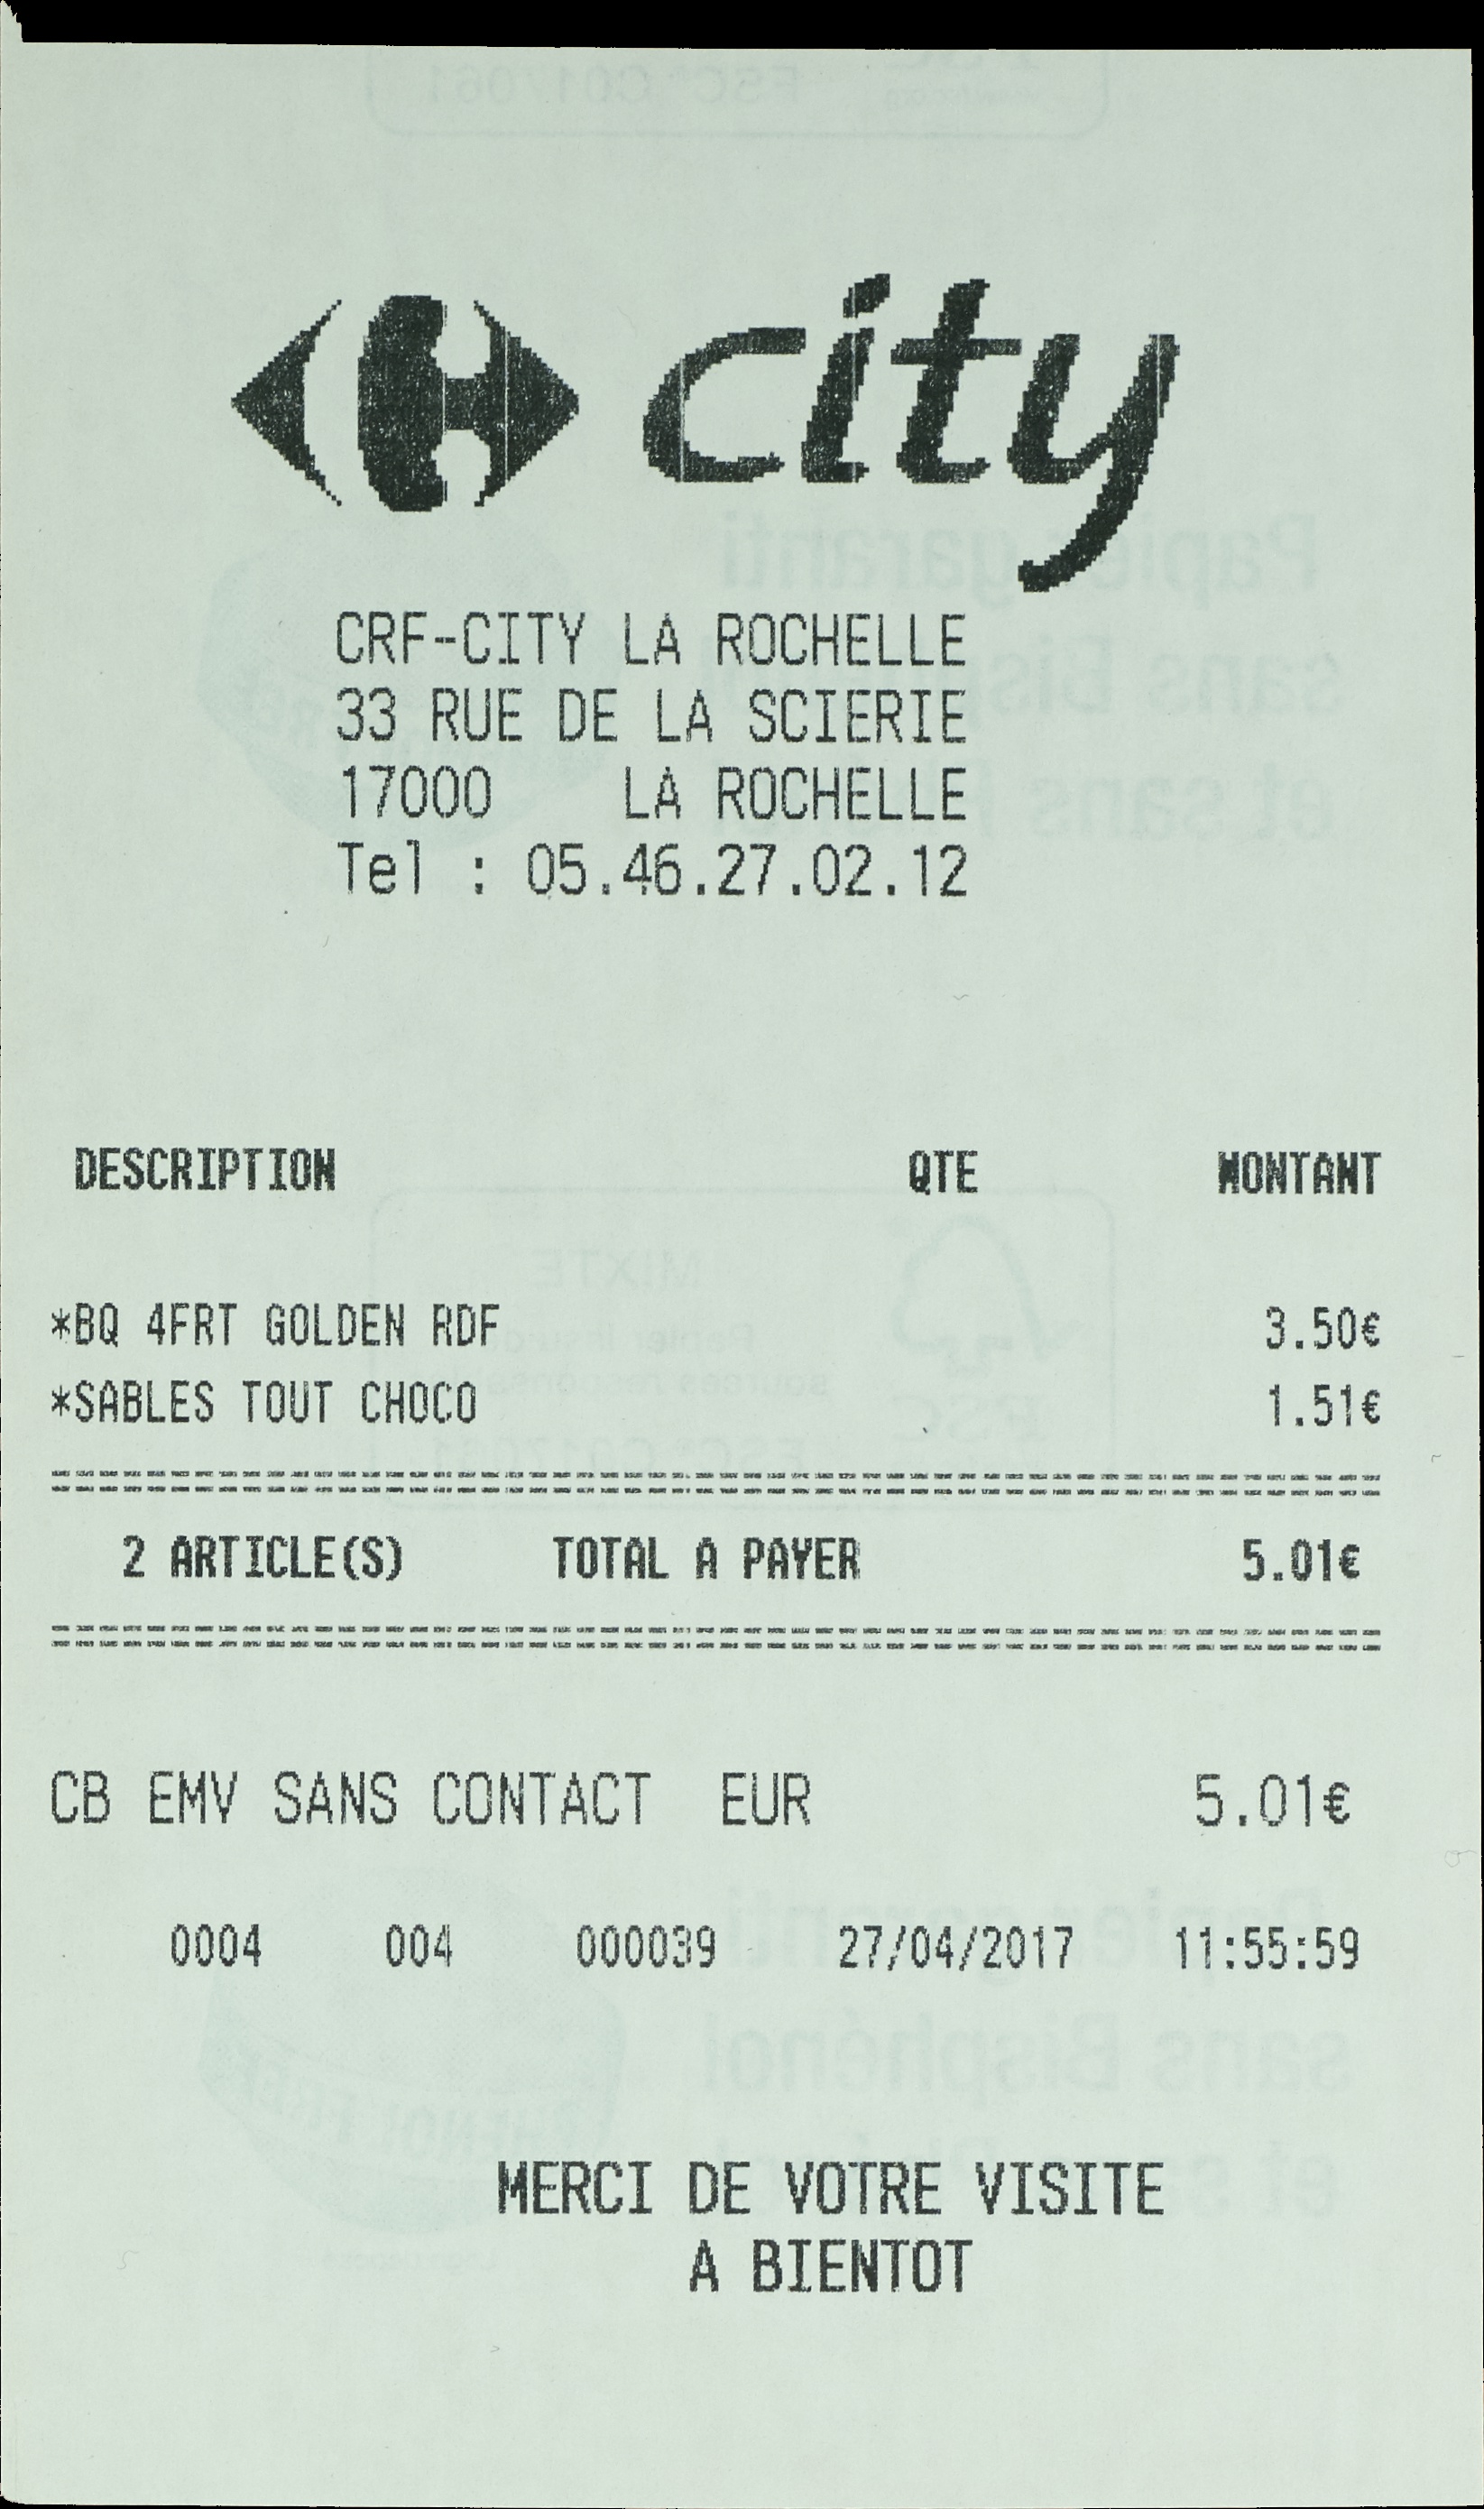 city
CRF-CITY LA ROCHELLE
33 RUE DE LA SCIERIE
17000 LA ROCHELLE
Tel : 05.46.27.02.12
DESCRIPTION QTE MONTANT
*BQ 4FRT GOLDEN RDF 3.50€
*SABLES TOUT CHOCO 1.51€
2 ARTICLE(S) TOTAL A PAYER 5.01€
CB EMV SANS CONTACT EUR 5.01€
0004 004 000039 27/04/2017 11:55:59
MERCI DE VOTRE VISITE
A BIENTOT